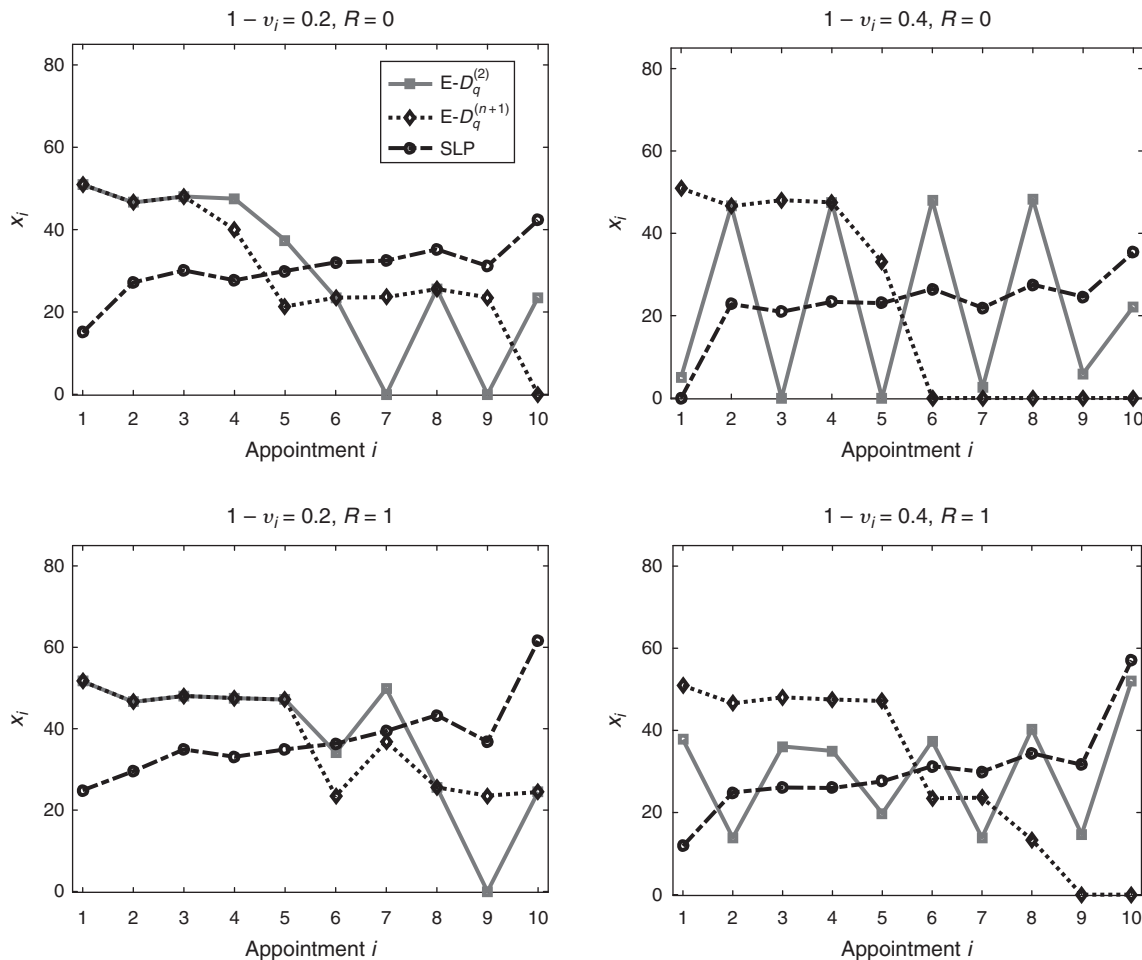 1 − υᵢ = 0.2, R = 0
80
60
40
20
0
xᵢ
E-D_q^(2)
E-D_q^(n+1)
SLP
1 2 3 4 5 6 7 8 9 10
Appointment i
1 − υᵢ = 0.4, R = 0
80
60
40
20
0
xᵢ
1 2 3 4 5 6 7 8 9 10
Appointment i
1 − υᵢ = 0.2, R = 1
80
60
40
20
0
xᵢ
1 2 3 4 5 6 7 8 9 10
Appointment i
1 − υᵢ = 0.4, R = 1
80
60
40
20
0
xᵢ
1 2 3 4 5 6 7 8 9 10
Appointment i